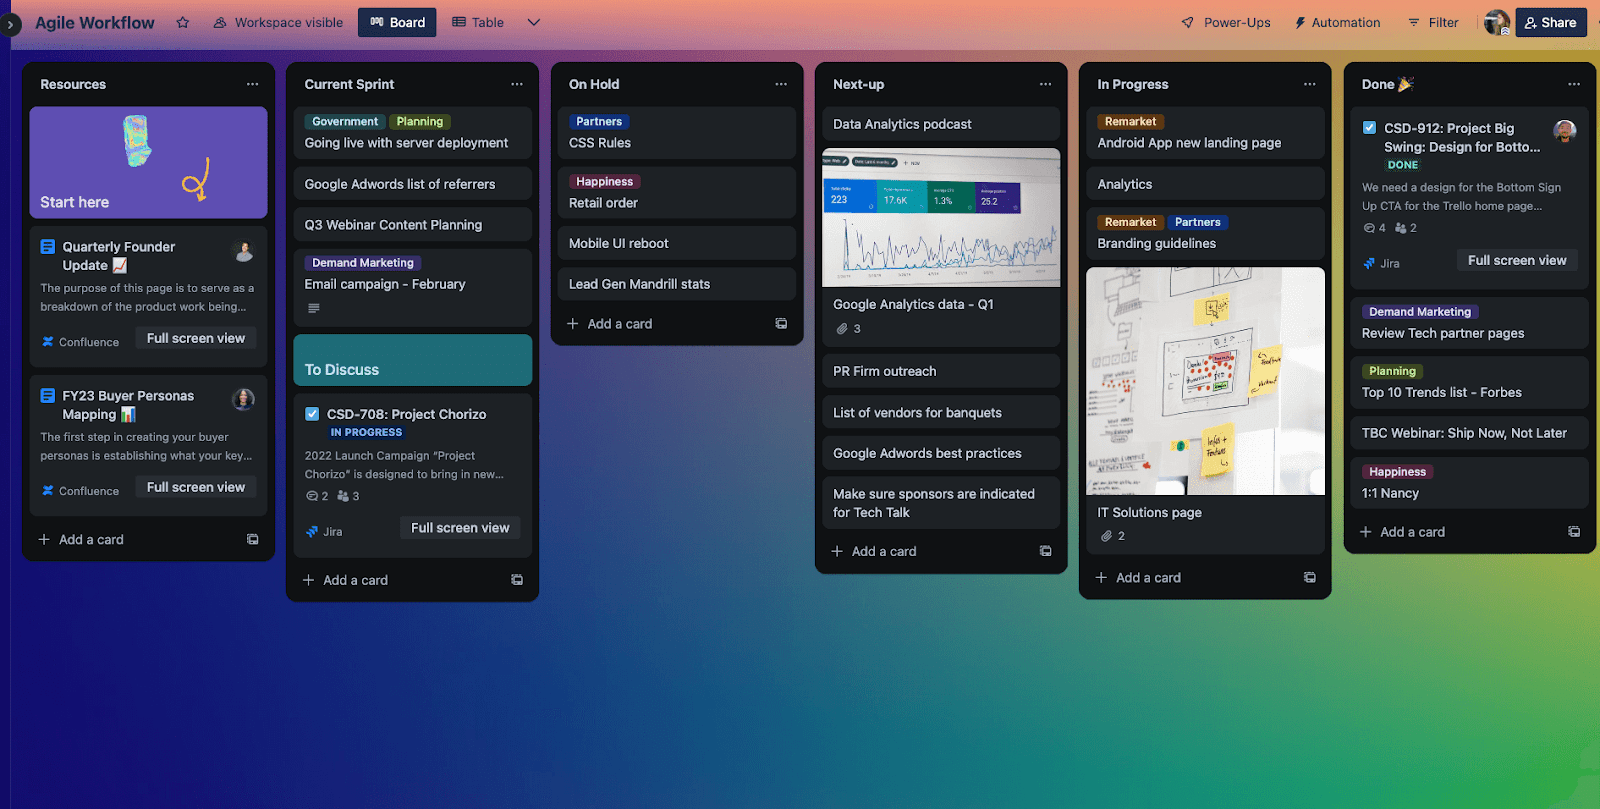 Agile Workflow
Workspace visible
Board
Table
Power-Ups
Automation
Filter
Share
Resources
Start here
Quarterly Founder
Update 📈
The purpose of this page is to serve as a
breakdown of the product work being...
Confluence
Full screen view
FY23 Buyer Personas
Mapping 📊
The first step in creating your buyer
personas is establishing what your key...
Confluence
Full screen view
+ Add a card
Current Sprint
Government Planning
Going live with server deployment
Google Adwords list of referrers
Q3 Webinar Content Planning
Demand Marketing
Email campaign - February
To Discuss
CSD-708: Project Chorizo
IN PROGRESS
2022 Launch Campaign “Project
Chorizo” is designed to bring in new...
2 3
Jira
Full screen view
+ Add a card
On Hold
Partners
CSS Rules
Happiness
Retail order
Mobile UI reboot
Lead Gen Mandrill stats
+ Add a card
Next-up
Data Analytics podcast
223 17.6K 1.3% 25.2
Google Analytics data - Q1
3
PR Firm outreach
List of vendors for banquets
Google Adwords best practices
Make sure sponsors are indicated
for Tech Talk
+ Add a card
In Progress
Remarket
Android App new landing page
Analytics
Remarket Partners
Branding guidelines
IT Solutions page
2
+ Add a card
Done 🎉
CSD-912: Project Big
Swing: Design for Botto...
DONE
We need a design for the Bottom Sign
Up CTA for the Trello home page...
4 2
Jira
Full screen view
Demand Marketing
Review Tech partner pages
Planning
Top 10 Trends list - Forbes
TBC Webinar: Ship Now, Not Later
Happiness
1:1 Nancy
+ Add a card